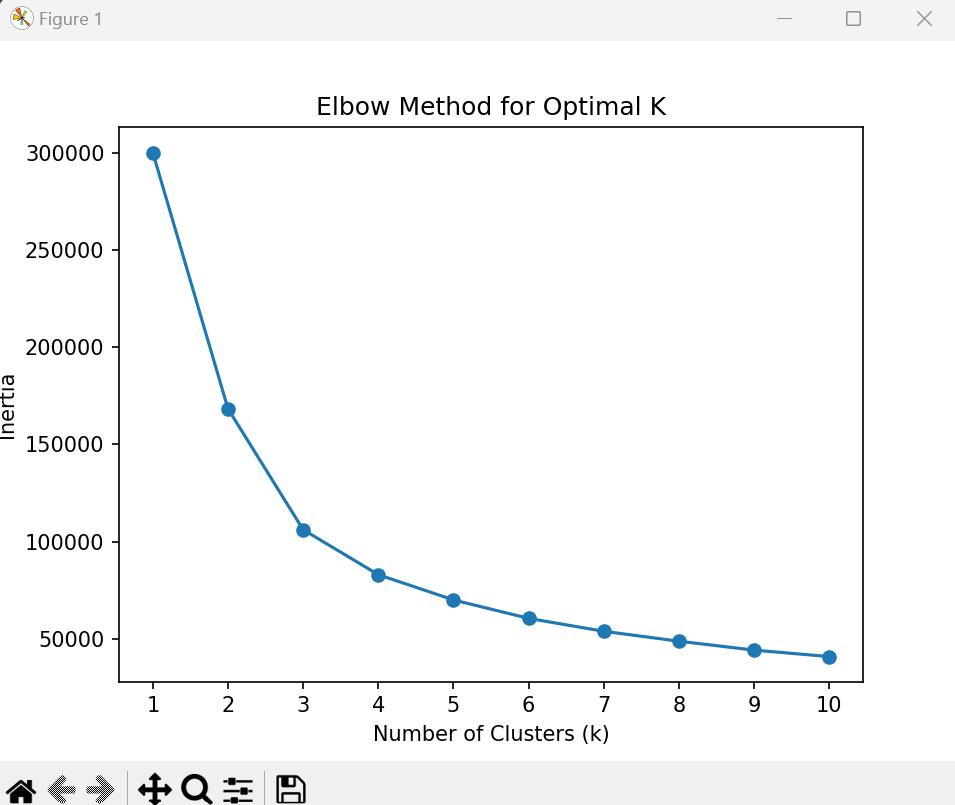 Figure 1
Elbow Method for Optimal K
300000
250000
200000
150000
100000
50000
Inertia
1 2 3 4 5 6 7 8 9 10
Number of Clusters (k)